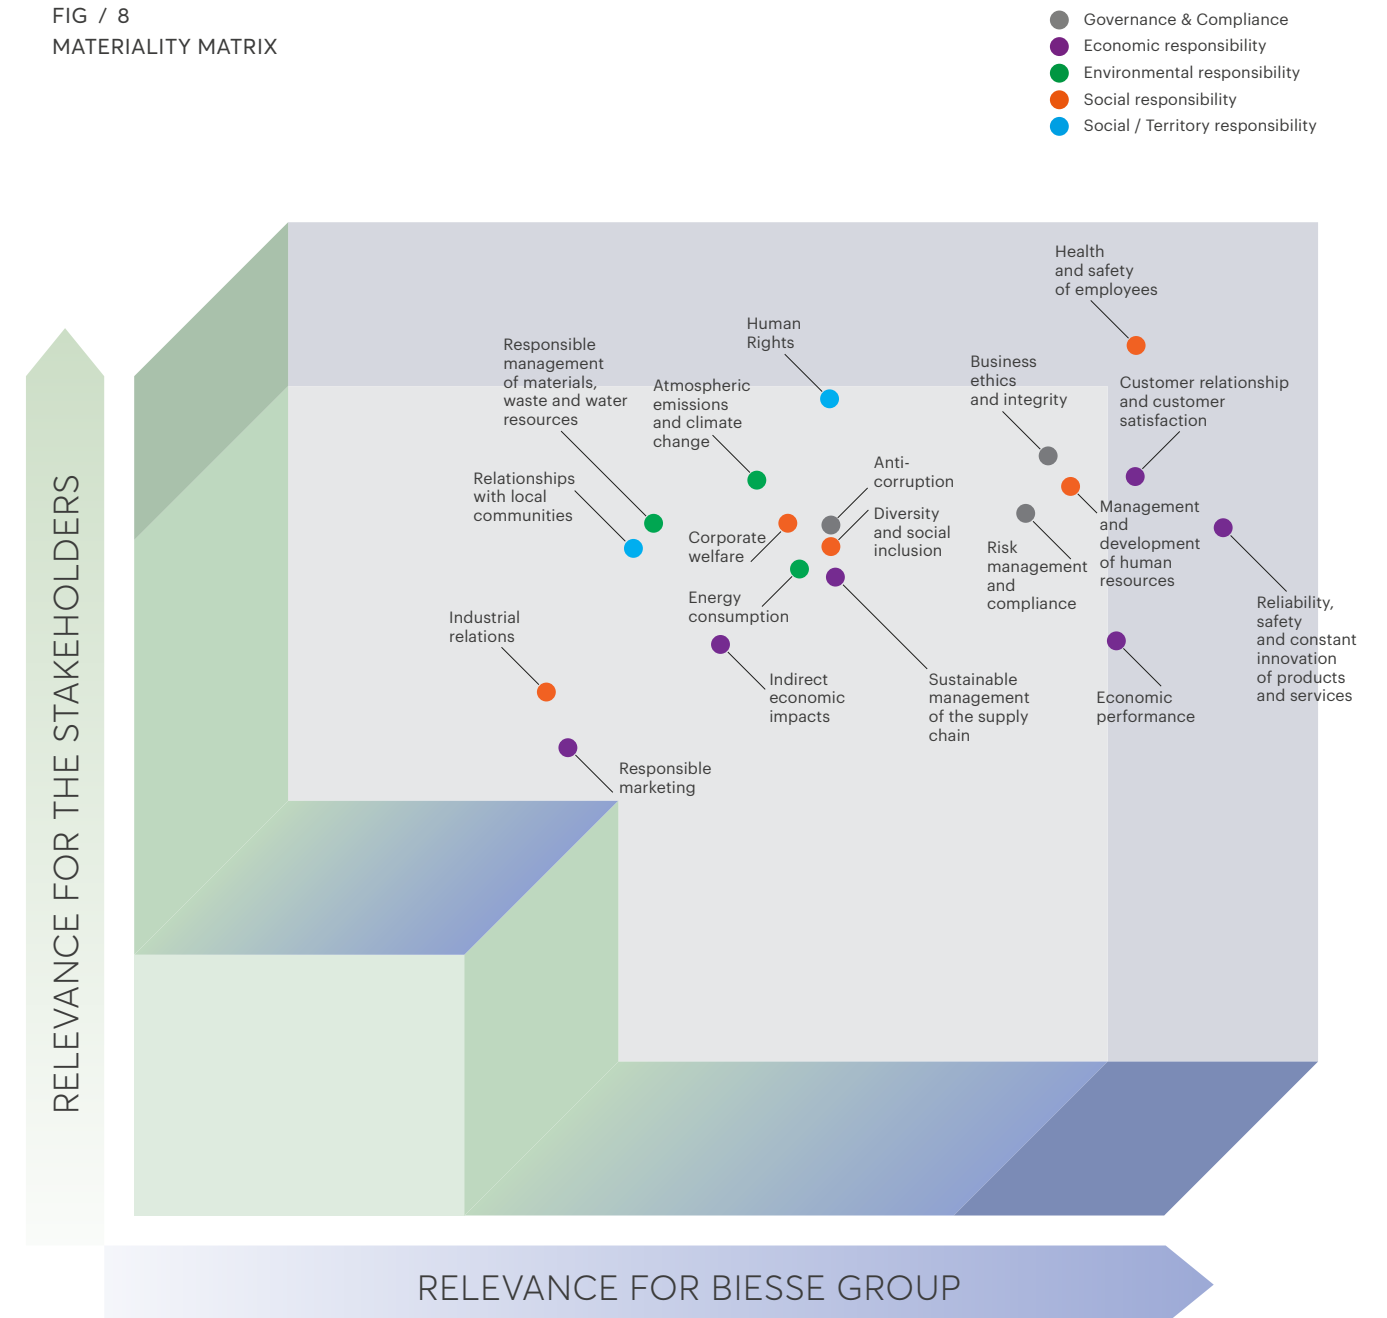 FIG / 8
MATERIALITY MATRIX
Governance & Compliance
Economic responsibility
Environmental responsibility
Social responsibility
Social / Territory responsibility
Health
and safety
of employees
Human
Rights
Responsible
management
of materials,
waste and water
resources
Atmospheric
emissions
and climate
change
Business
ethics
and integrity
Customer relationship
and customer
satisfaction
Relationships
with local
communities
Anti-
corruption
Diversity
and social
inclusion
Corporate
welfare
Management
and
development
of human
resources
Risk
management
and
compliance
Energy
consumption
Industrial
relations
Reliability,
safety
and constant
innovation
of products
and services
Indirect
economic
impacts
Sustainable
management
of the supply
chain
Economic
performance
Responsible
marketing
RELEVANCE FOR THE STAKEHOLDERS
RELEVANCE FOR BIESSE GROUP